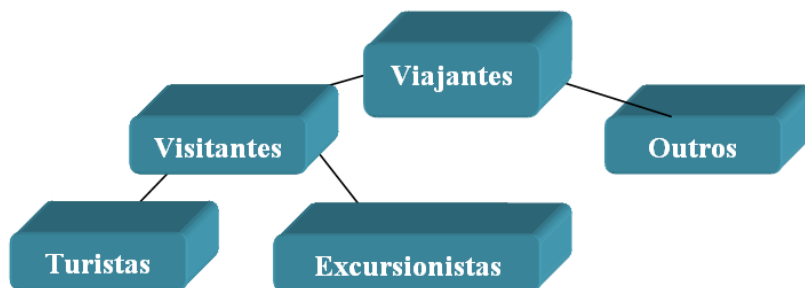 Viajantes
Visitantes
Outros
Turistas
Excursionistas